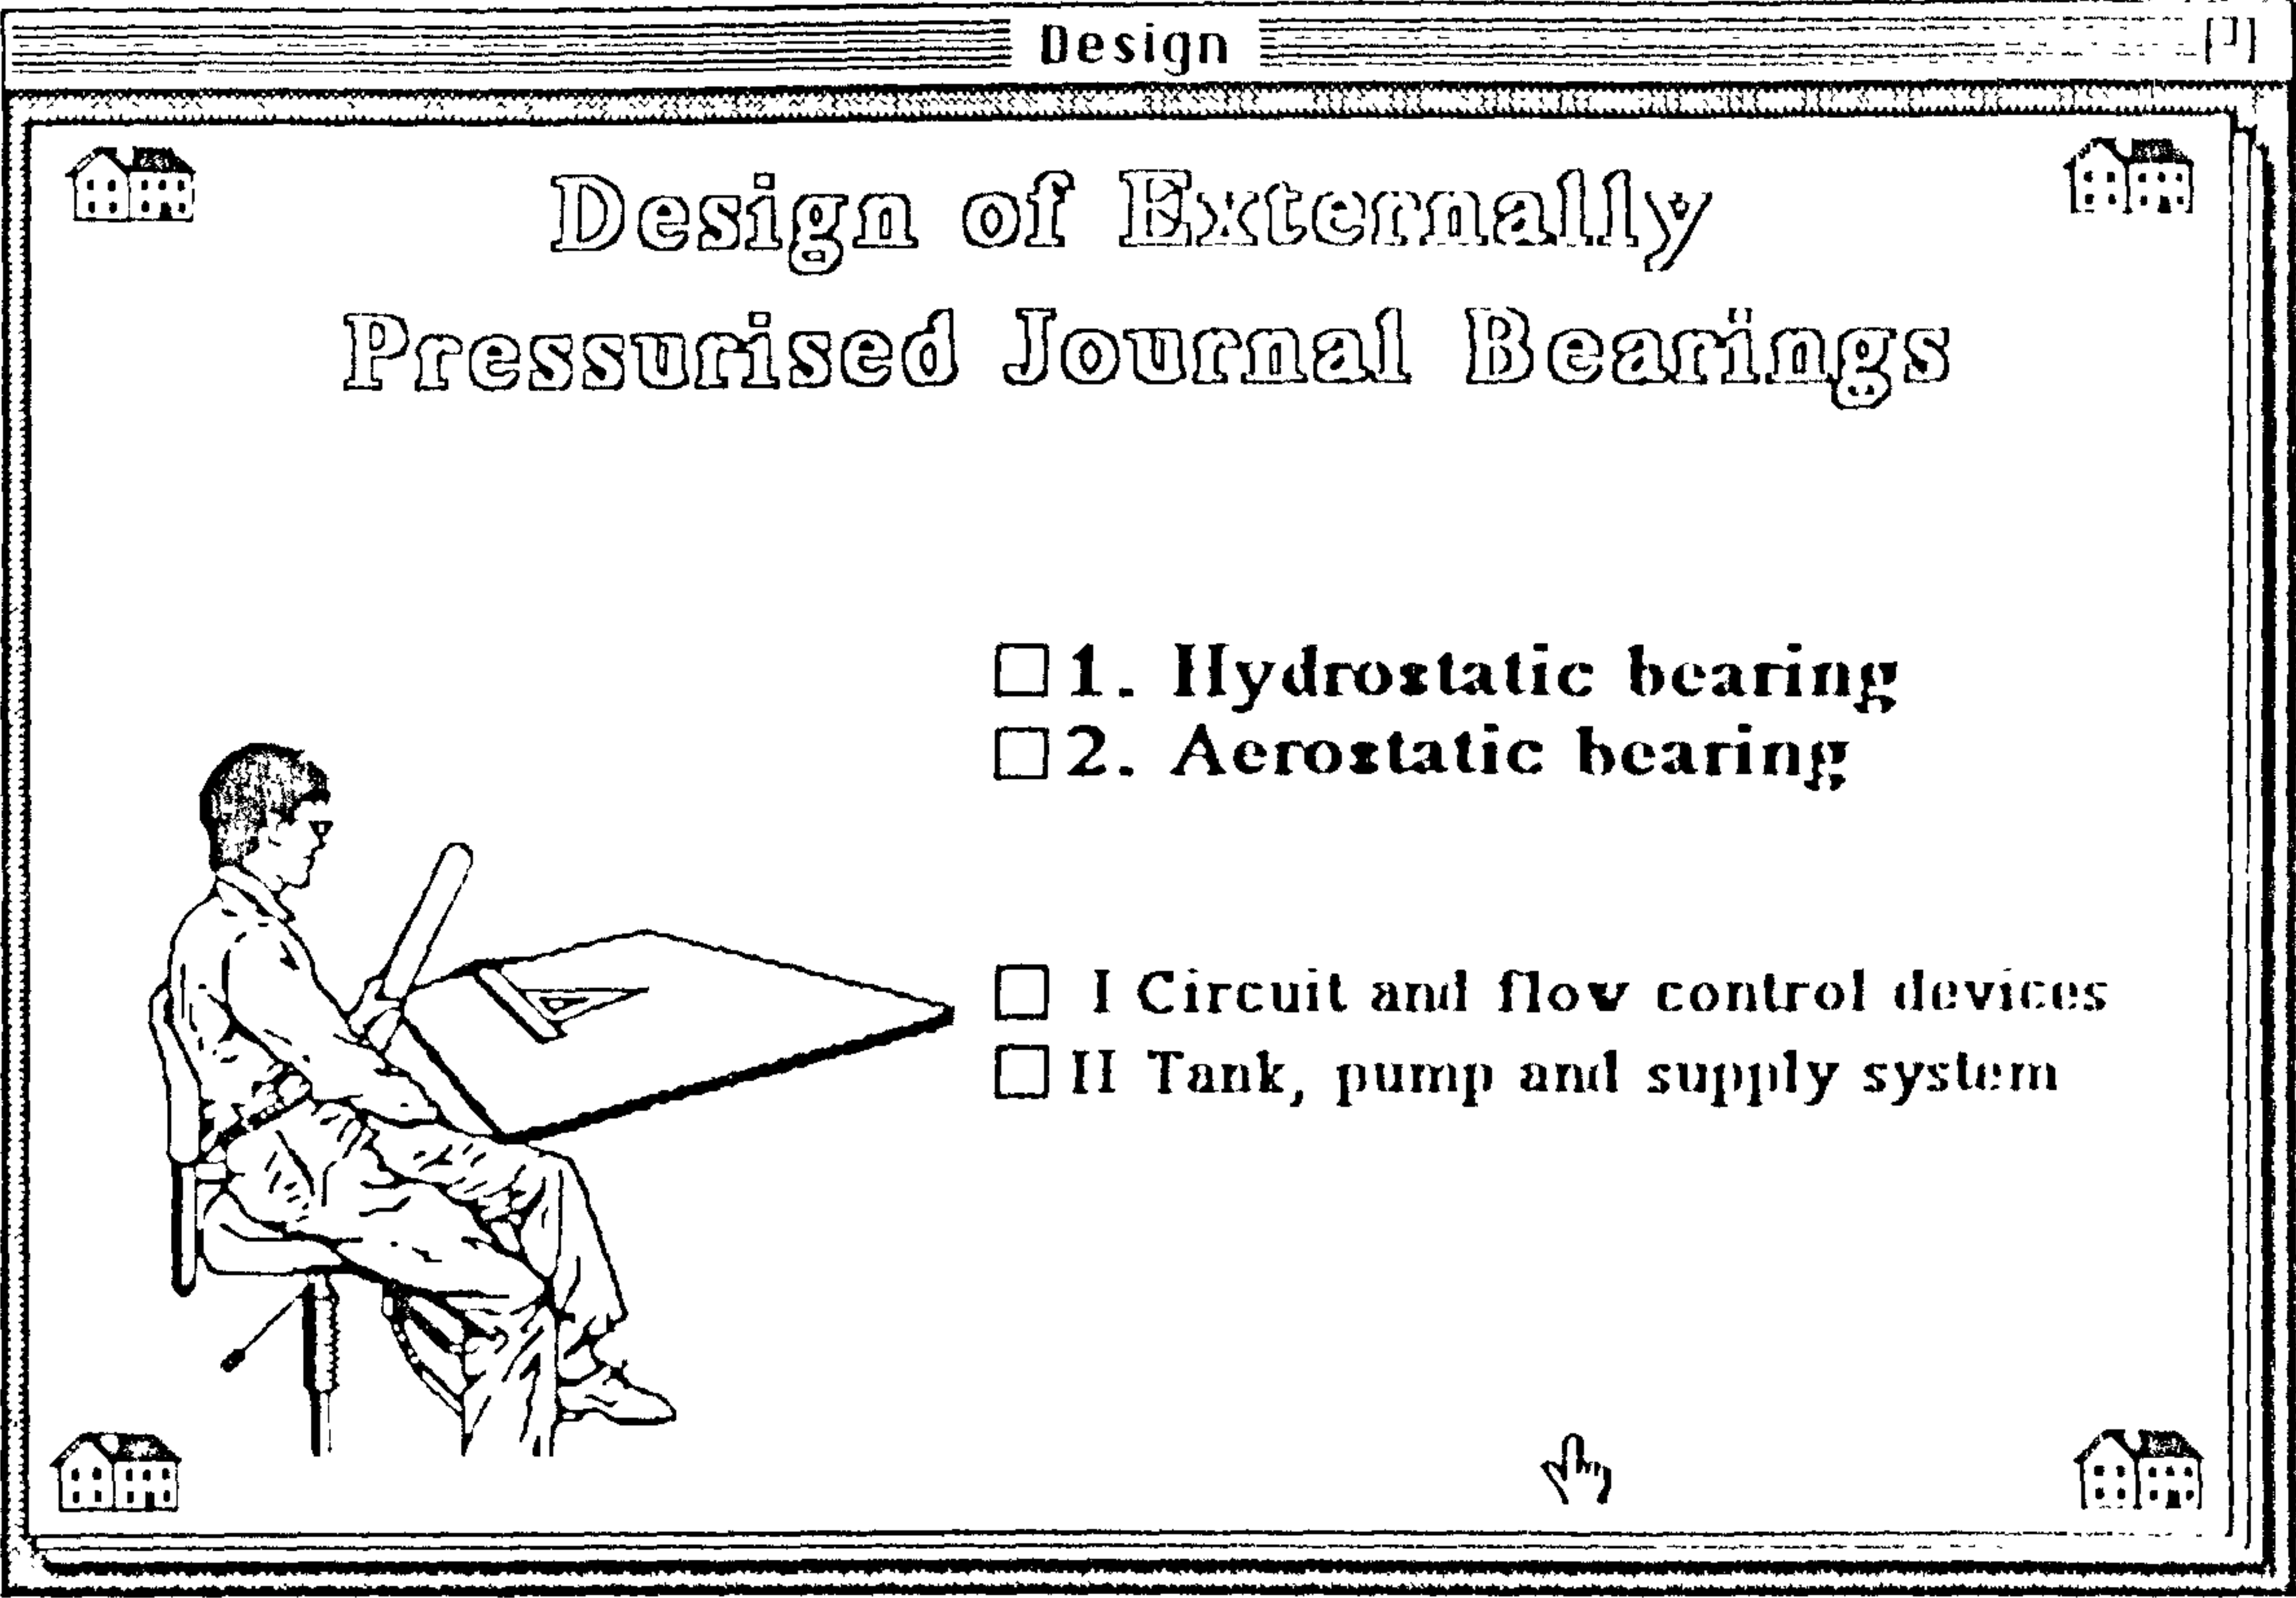 Design
Design of Externally
Pressurised Journal Bearings
1. Hydrostatic bearing
2. Aerostatic bearing
I Circuit and flow control devices
II Tank, pump and supply system